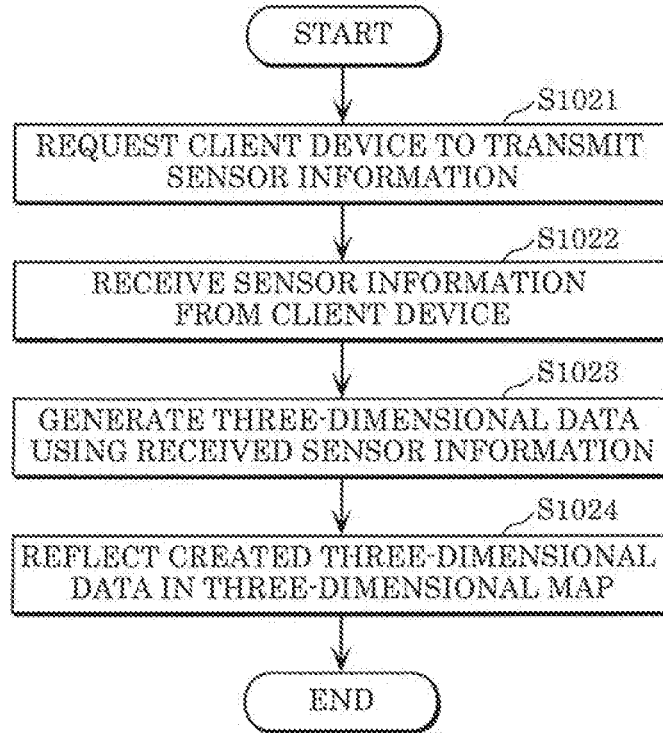 START
S1021
REQUEST CLIENT DEVICE TO TRANSMIT
SENSOR INFORMATION
S1022
RECEIVE SENSOR INFORMATION
FROM CLIENT DEVICE
S1023
GENERATE THREE-DIMENSIONAL DATA
USING RECEIVED SENSOR INFORMATION
S1024
REFLECT CREATED THREE-DIMENSIONAL
DATA IN THREE-DIMENSIONAL MAP
END